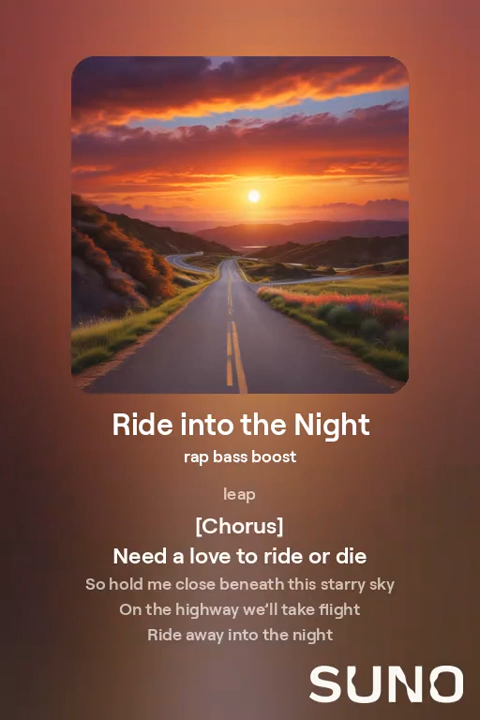 Ride into the Night
rap bass boost
leap
[Chorus]
Need a love to ride or die
So hold me close beneath this starry sky
On the highway we'll take flight
Ride away into the night
SUNO